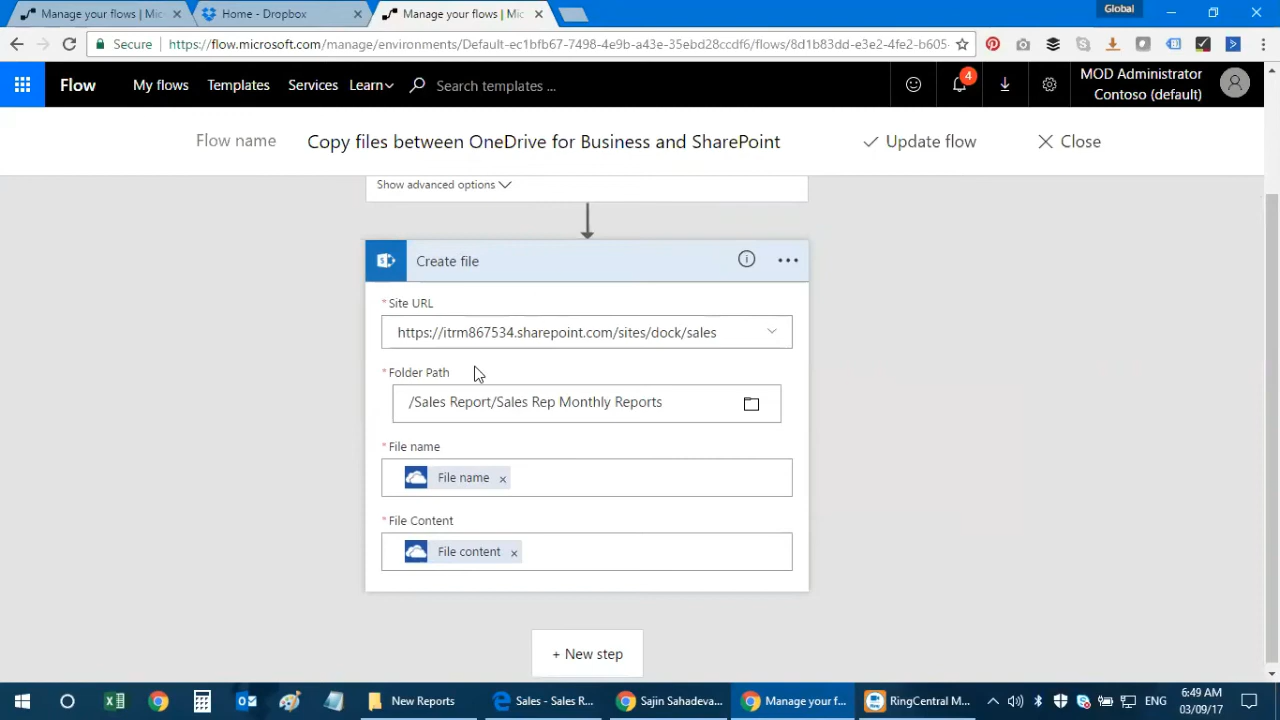 Manage your flows | Mic
Home - Dropbox
Manage your flows | Mic
Global
Secure
https://flow.microsoft.com/manage/environments/Default-ec1bfb67-7498-4e9b-a43e-35ebd28ccdf6/flows/8d1b83dd-e3e2-4fe2-b605-
Flow
My flows
Templates
Services
Learn
Search templates ...
4
MOD Administrator
Contoso (default)
Flow name
Copy files between OneDrive for Business and SharePoint
Update flow
Close
Show advanced options
Create file
* Site URL
https://itrm867534.sharepoint.com/sites/dock/sales
* Folder Path
/Sales Report/Sales Rep Monthly Reports
* File name
File name ×
* File Content
File content ×
+ New step
New Reports
Sales - Sales R...
Sajin Sahadeva...
Manage your f...
RingCentral M...
ENG
6:49 AM
03/09/17